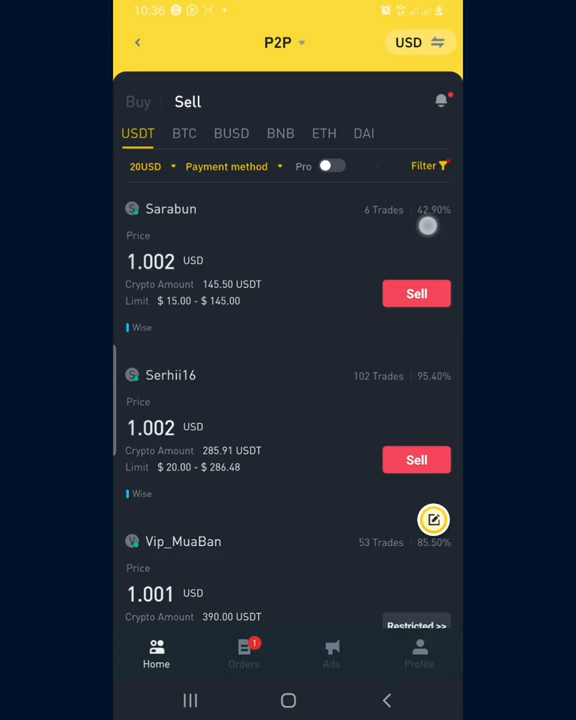 10:36
P2P
USD
Buy Sell
USDT BTC BUSD BNB ETH DAI
20USD Payment method Pro Filter
S Sarabun 6 Trades 42.90%
Price
1.002 USD
Crypto Amount 145.50 USDT
Limit $ 15.00 - $ 145.00
Sell
Wise
S Serhii16 102 Trades 95.40%
Price
1.002 USD
Crypto Amount 285.91 USDT
Limit $ 20.00 - $ 286.48
Sell
Wise
V Vip_MuaBan 53 Trades 85.50%
Price
1.001 USD
Crypto Amount 390.00 USDT
Restricted >>
1
Home Orders Ads Profile